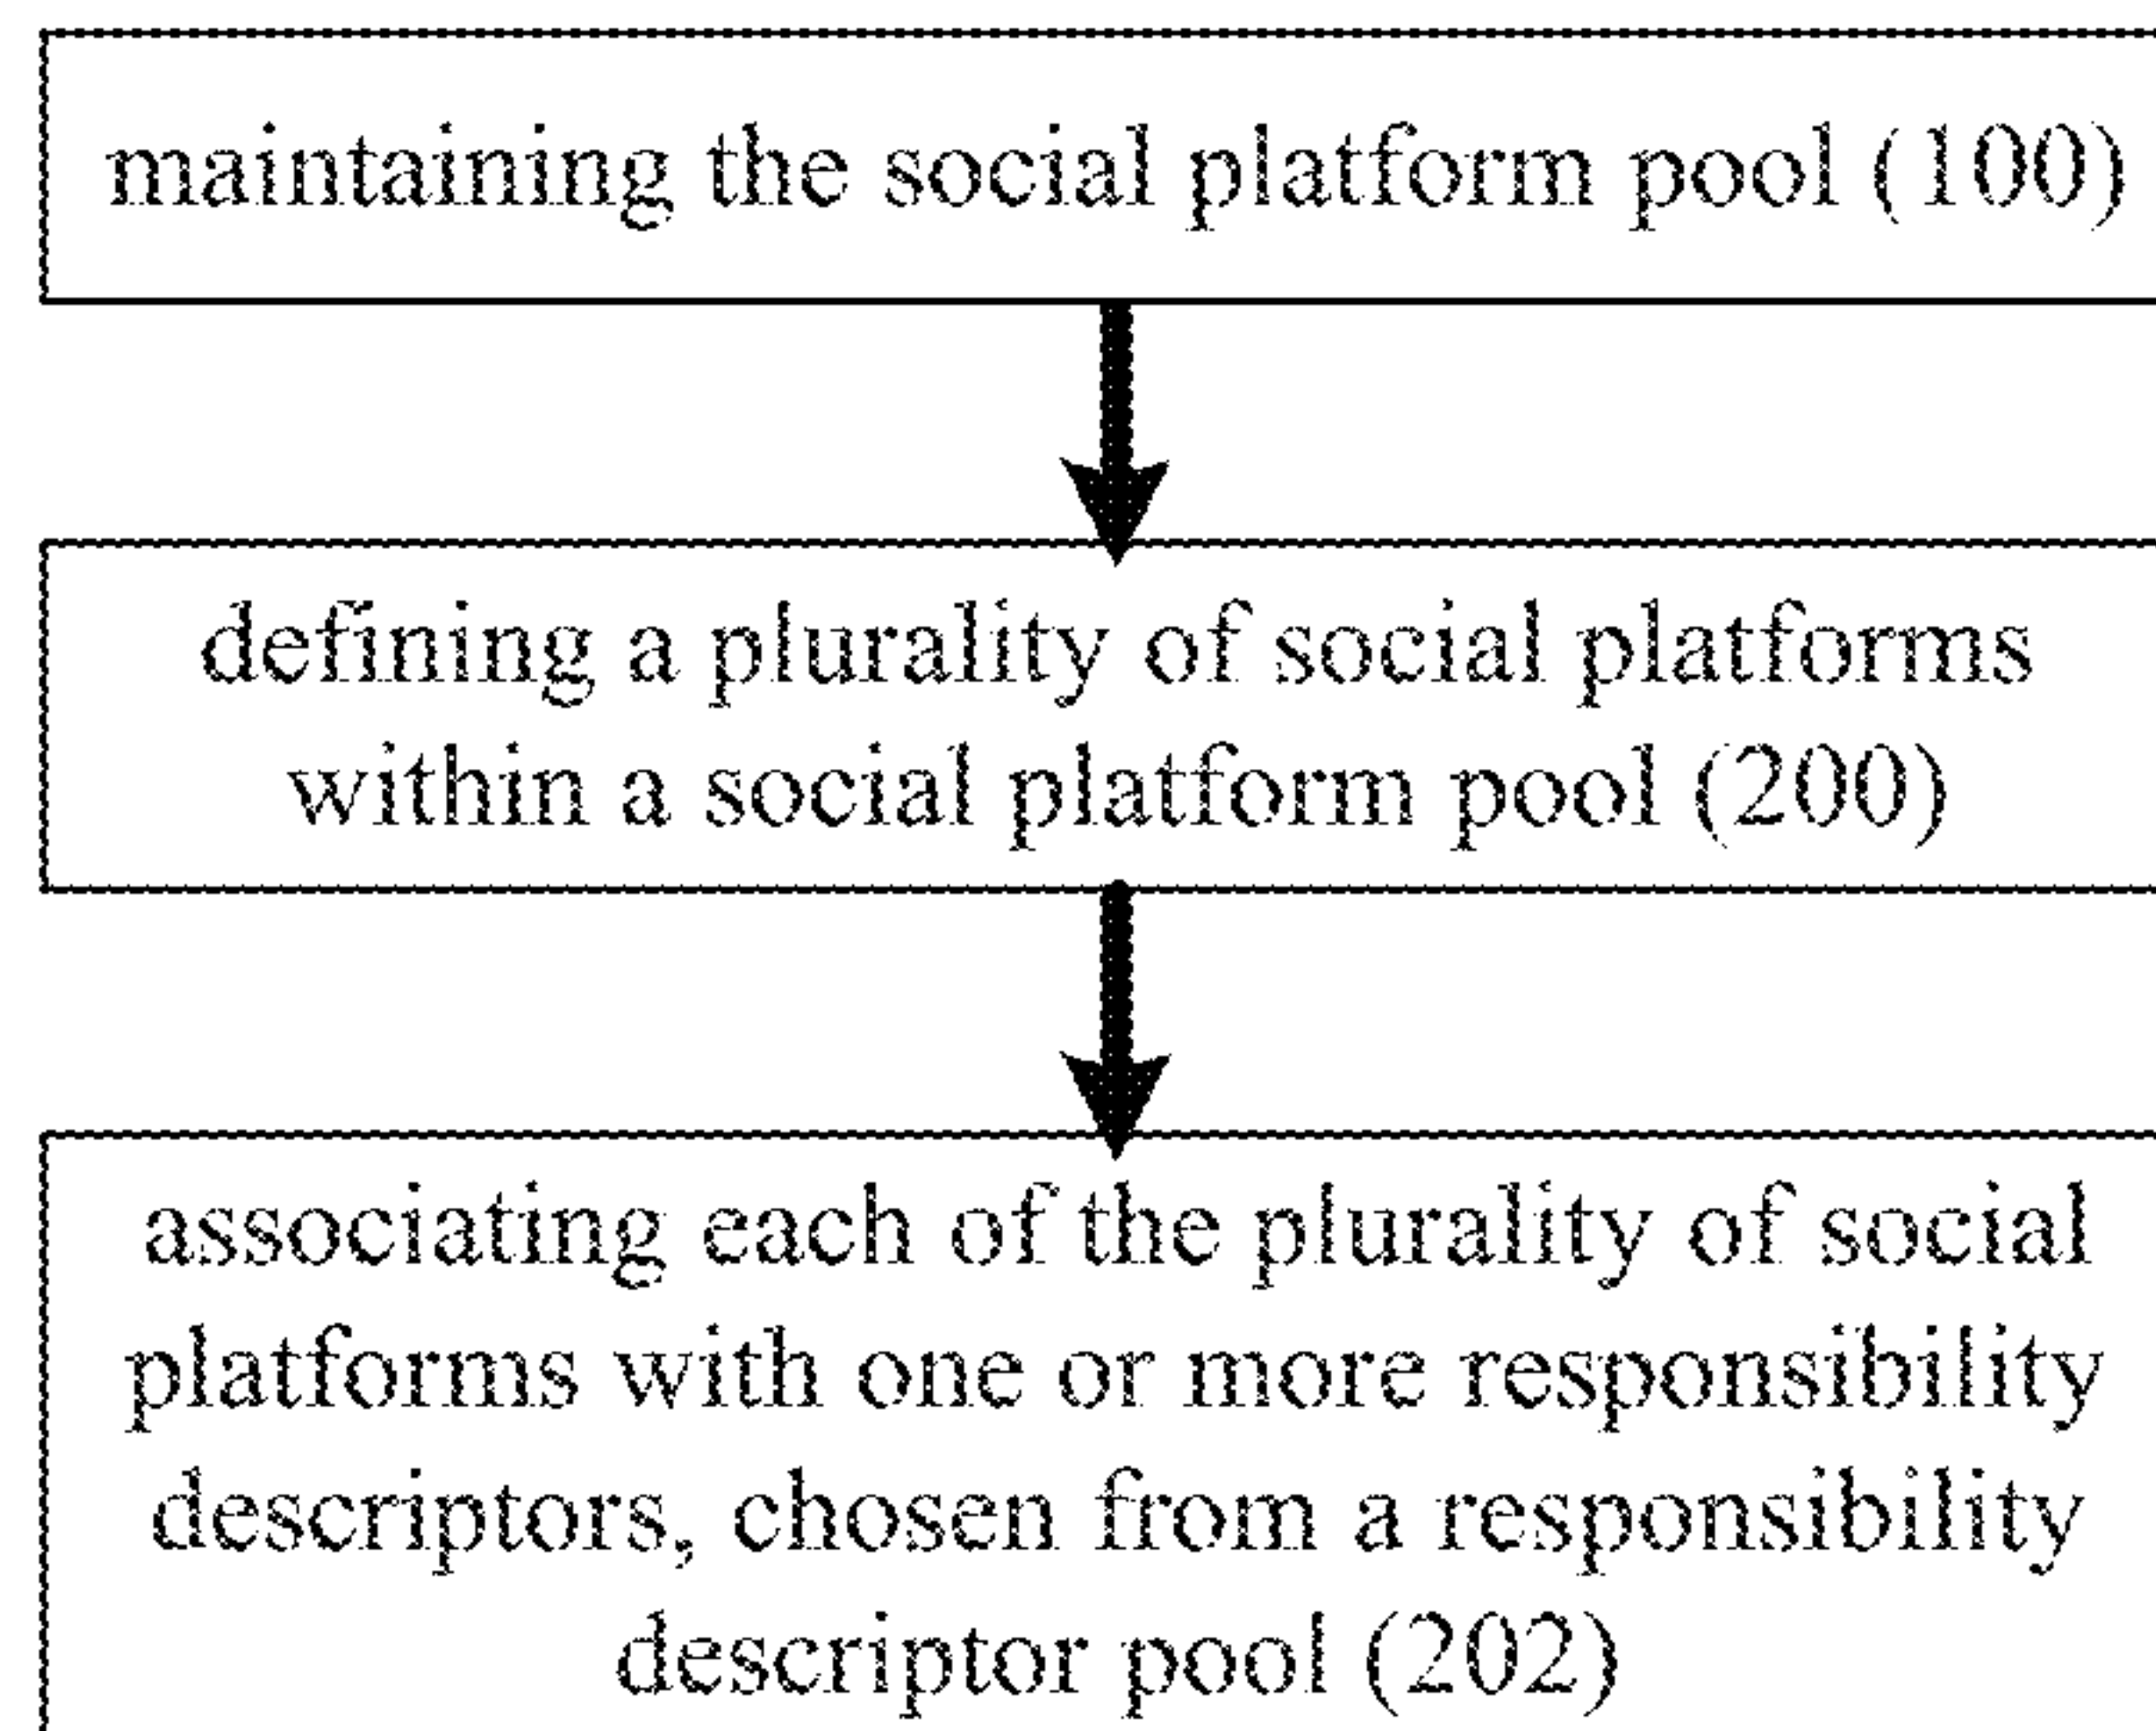 maintaining the social platform pool (100)
defining a plurality of social platforms
within a social platform pool (200)
associating each of the plurality of social
platforms with one or more responsibility
descriptors, chosen from a responsibility
descriptor pool (202)